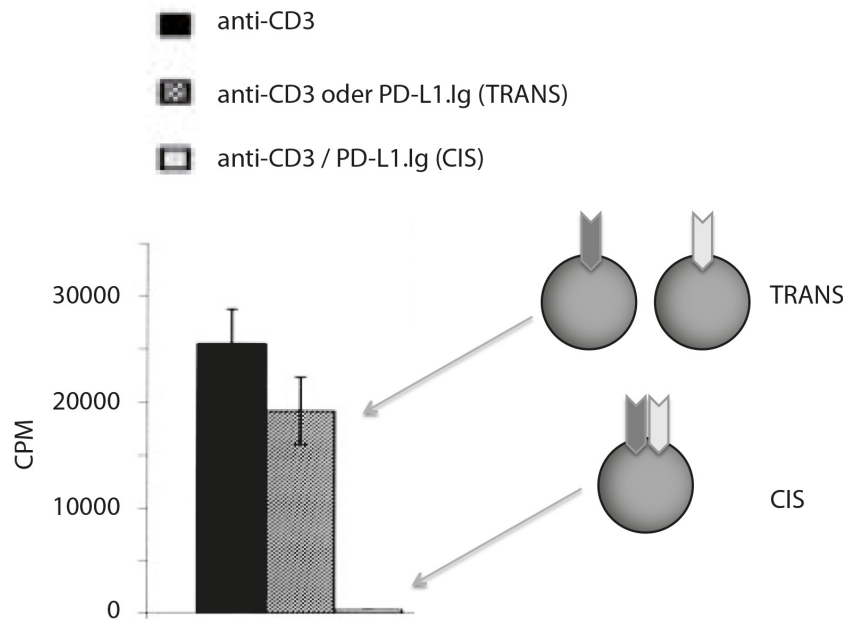 anti-CD3
anti-CD3 oder PD-L1.Ig (TRANS)
anti-CD3 / PD-L1.Ig (CIS)
30000
20000
10000
0
CPM
TRANS
CIS